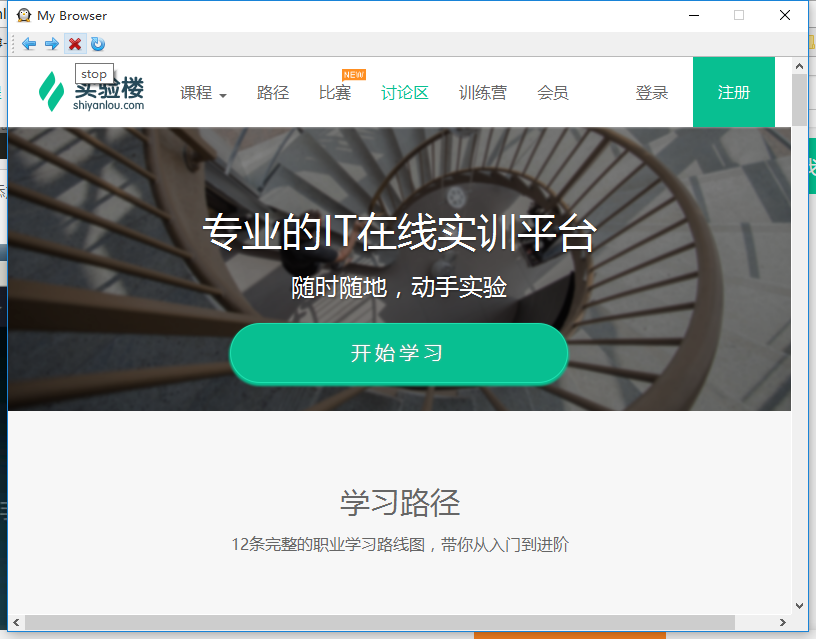 My Browser
stop
实验楼
shiyanlou.com
课程
路径
比赛
NEW
讨论区
训练营
会员
登录
注册
专业的IT在线实训平台
随时随地，动手实验
开始学习
学习路径
12条完整的职业学习路线图，带你从入门到进阶